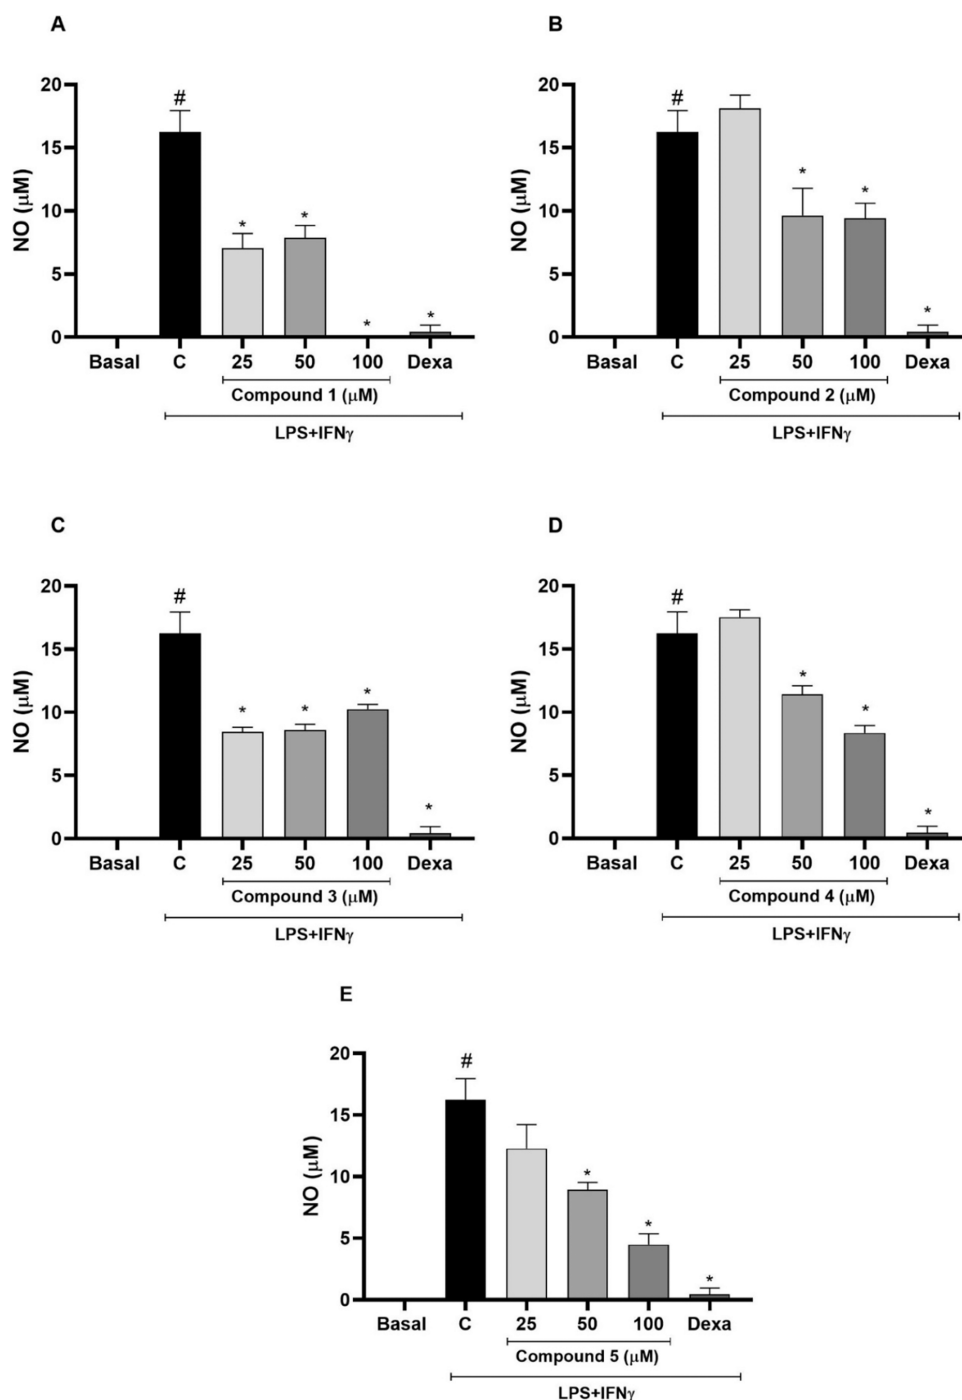 A
B
20
15
10
5
0
NO (μM)
#
*
*
*
*
Basal
C
25
50
100
Dexa
Compound 1 (μM)
LPS+IFNγ
20
15
10
5
0
NO (μM)
#
*
*
*
Basal
C
25
50
100
Dexa
Compound 2 (μM)
LPS+IFNγ
C
D
20
15
10
5
0
NO (μM)
#
*
*
*
*
Basal
C
25
50
100
Dexa
Compound 3 (μM)
LPS+IFNγ
20
15
10
5
0
NO (μM)
#
*
*
*
Basal
C
25
50
100
Dexa
Compound 4 (μM)
LPS+IFNγ
E
20
15
10
5
0
NO (μM)
#
*
*
*
Basal
C
25
50
100
Dexa
Compound 5 (μM)
LPS+IFNγ